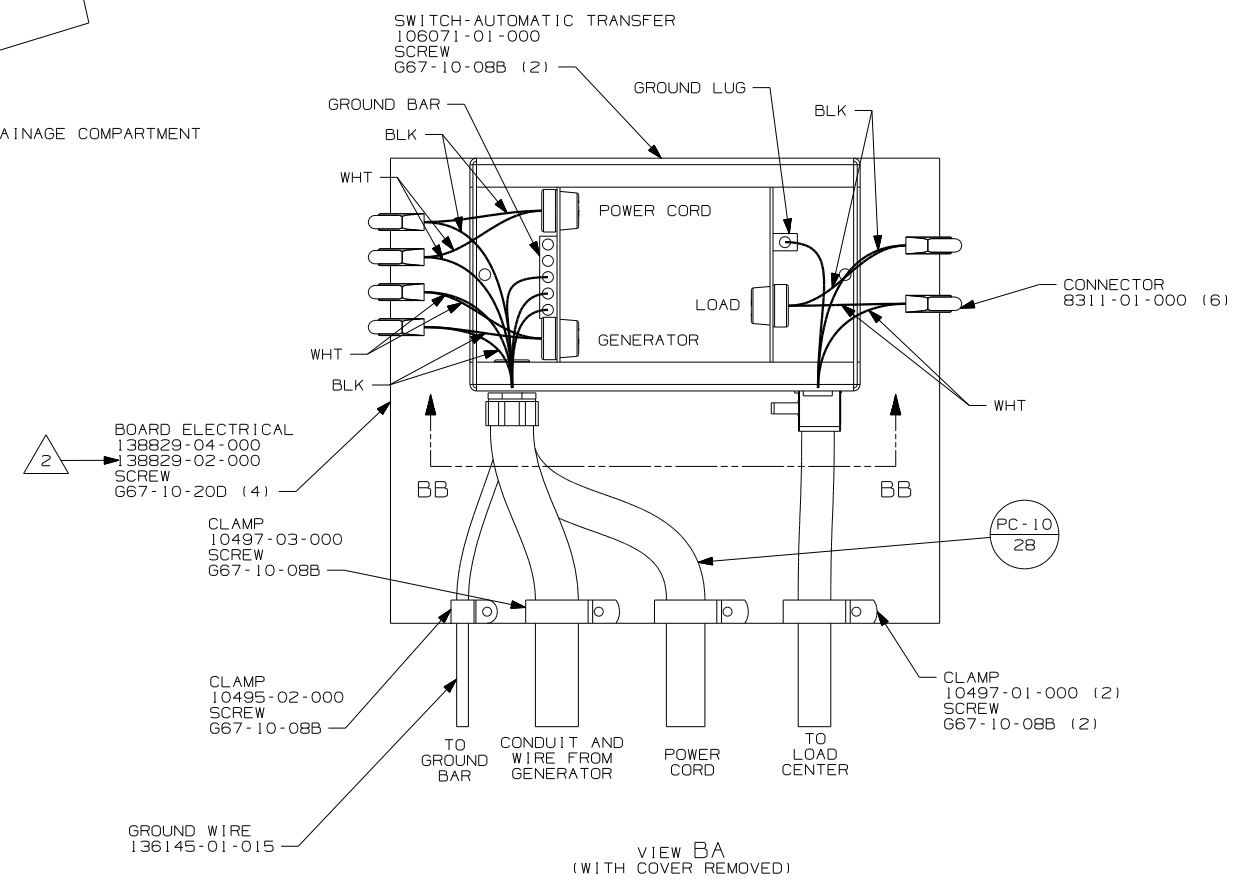 SWITCH-AUTOMATIC TRANSFER
106071-01-000
SCREW
G67-10-08B (2)
GROUND LUG
GROUND BAR
BLK
BLK
AINAGE COMPARTMENT
WHT
POWER CORD
CONNECTOR
8311-01-000 (6)
LOAD
GENERATOR
WHT
BLK
WHT
BOARD ELECTRICAL
138829-04-000
138829-02-000
SCREW
G67-10-20D (4)
2
BB
BB
CLAMP
10497-03-000
SCREW
G67-10-08B
PC-10
28
CLAMP
10495-02-000
SCREW
G67-10-08B
CLAMP
10497-01-000 (2)
SCREW
G67-10-08B (2)
TO
GROUND
BAR
CONDUIT AND
WIRE FROM
GENERATOR
POWER
CORD
TO
LOAD
CENTER
GROUND WIRE
136145-01-015
VIEW BA
(WITH COVER REMOVED)